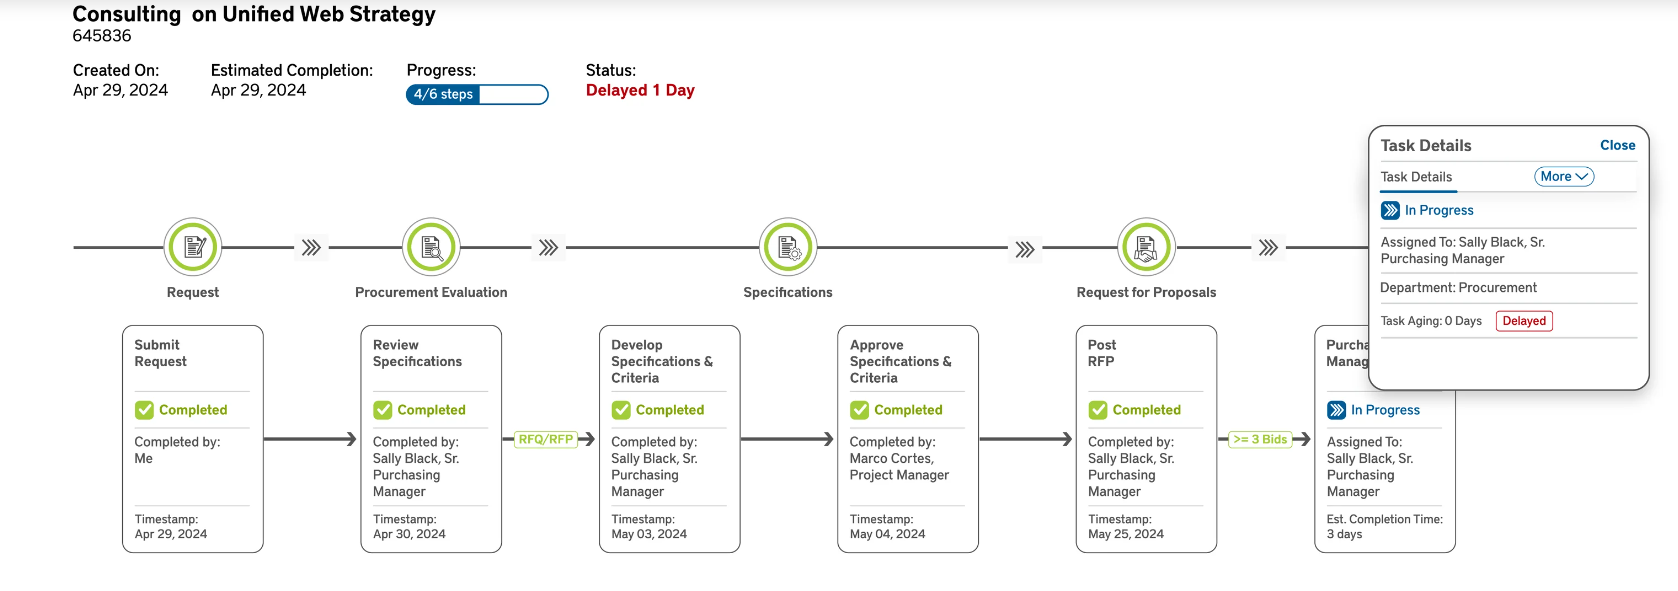 Consulting on Unified Web Strategy
645836
Created On:
Apr 29, 2024
Estimated Completion:
Apr 29, 2024
Progress:
4/6 steps
Status:
Delayed 1 Day
Request
Procurement Evaluation
Specifications
Request for Proposals
Submit
Request
Completed
Completed by:
Me
Timestamp:
Apr 29, 2024
Review
Specifications
Completed
Completed by:
Sally Black, Sr.
Purchasing
Manager
Timestamp:
Apr 30, 2024
RFQ/RFP
Develop
Specifications &
Criteria
Completed
Completed by:
Sally Black, Sr.
Purchasing
Manager
Timestamp:
May 03, 2024
Approve
Specifications &
Criteria
Completed
Completed by:
Marco Cortes,
Project Manager
Timestamp:
May 04, 2024
Post
RFP
Completed
Completed by:
Sally Black, Sr.
Purchasing
Manager
Timestamp:
May 25, 2024
>= 3 Bids
Purcha
Manag
In Progress
Assigned To:
Sally Black, Sr.
Purchasing
Manager
Est. Completion Time:
3 days
Task Details
Close
Task Details
More
In Progress
Assigned To: Sally Black, Sr.
Purchasing Manager
Department: Procurement
Task Aging: 0 Days
Delayed